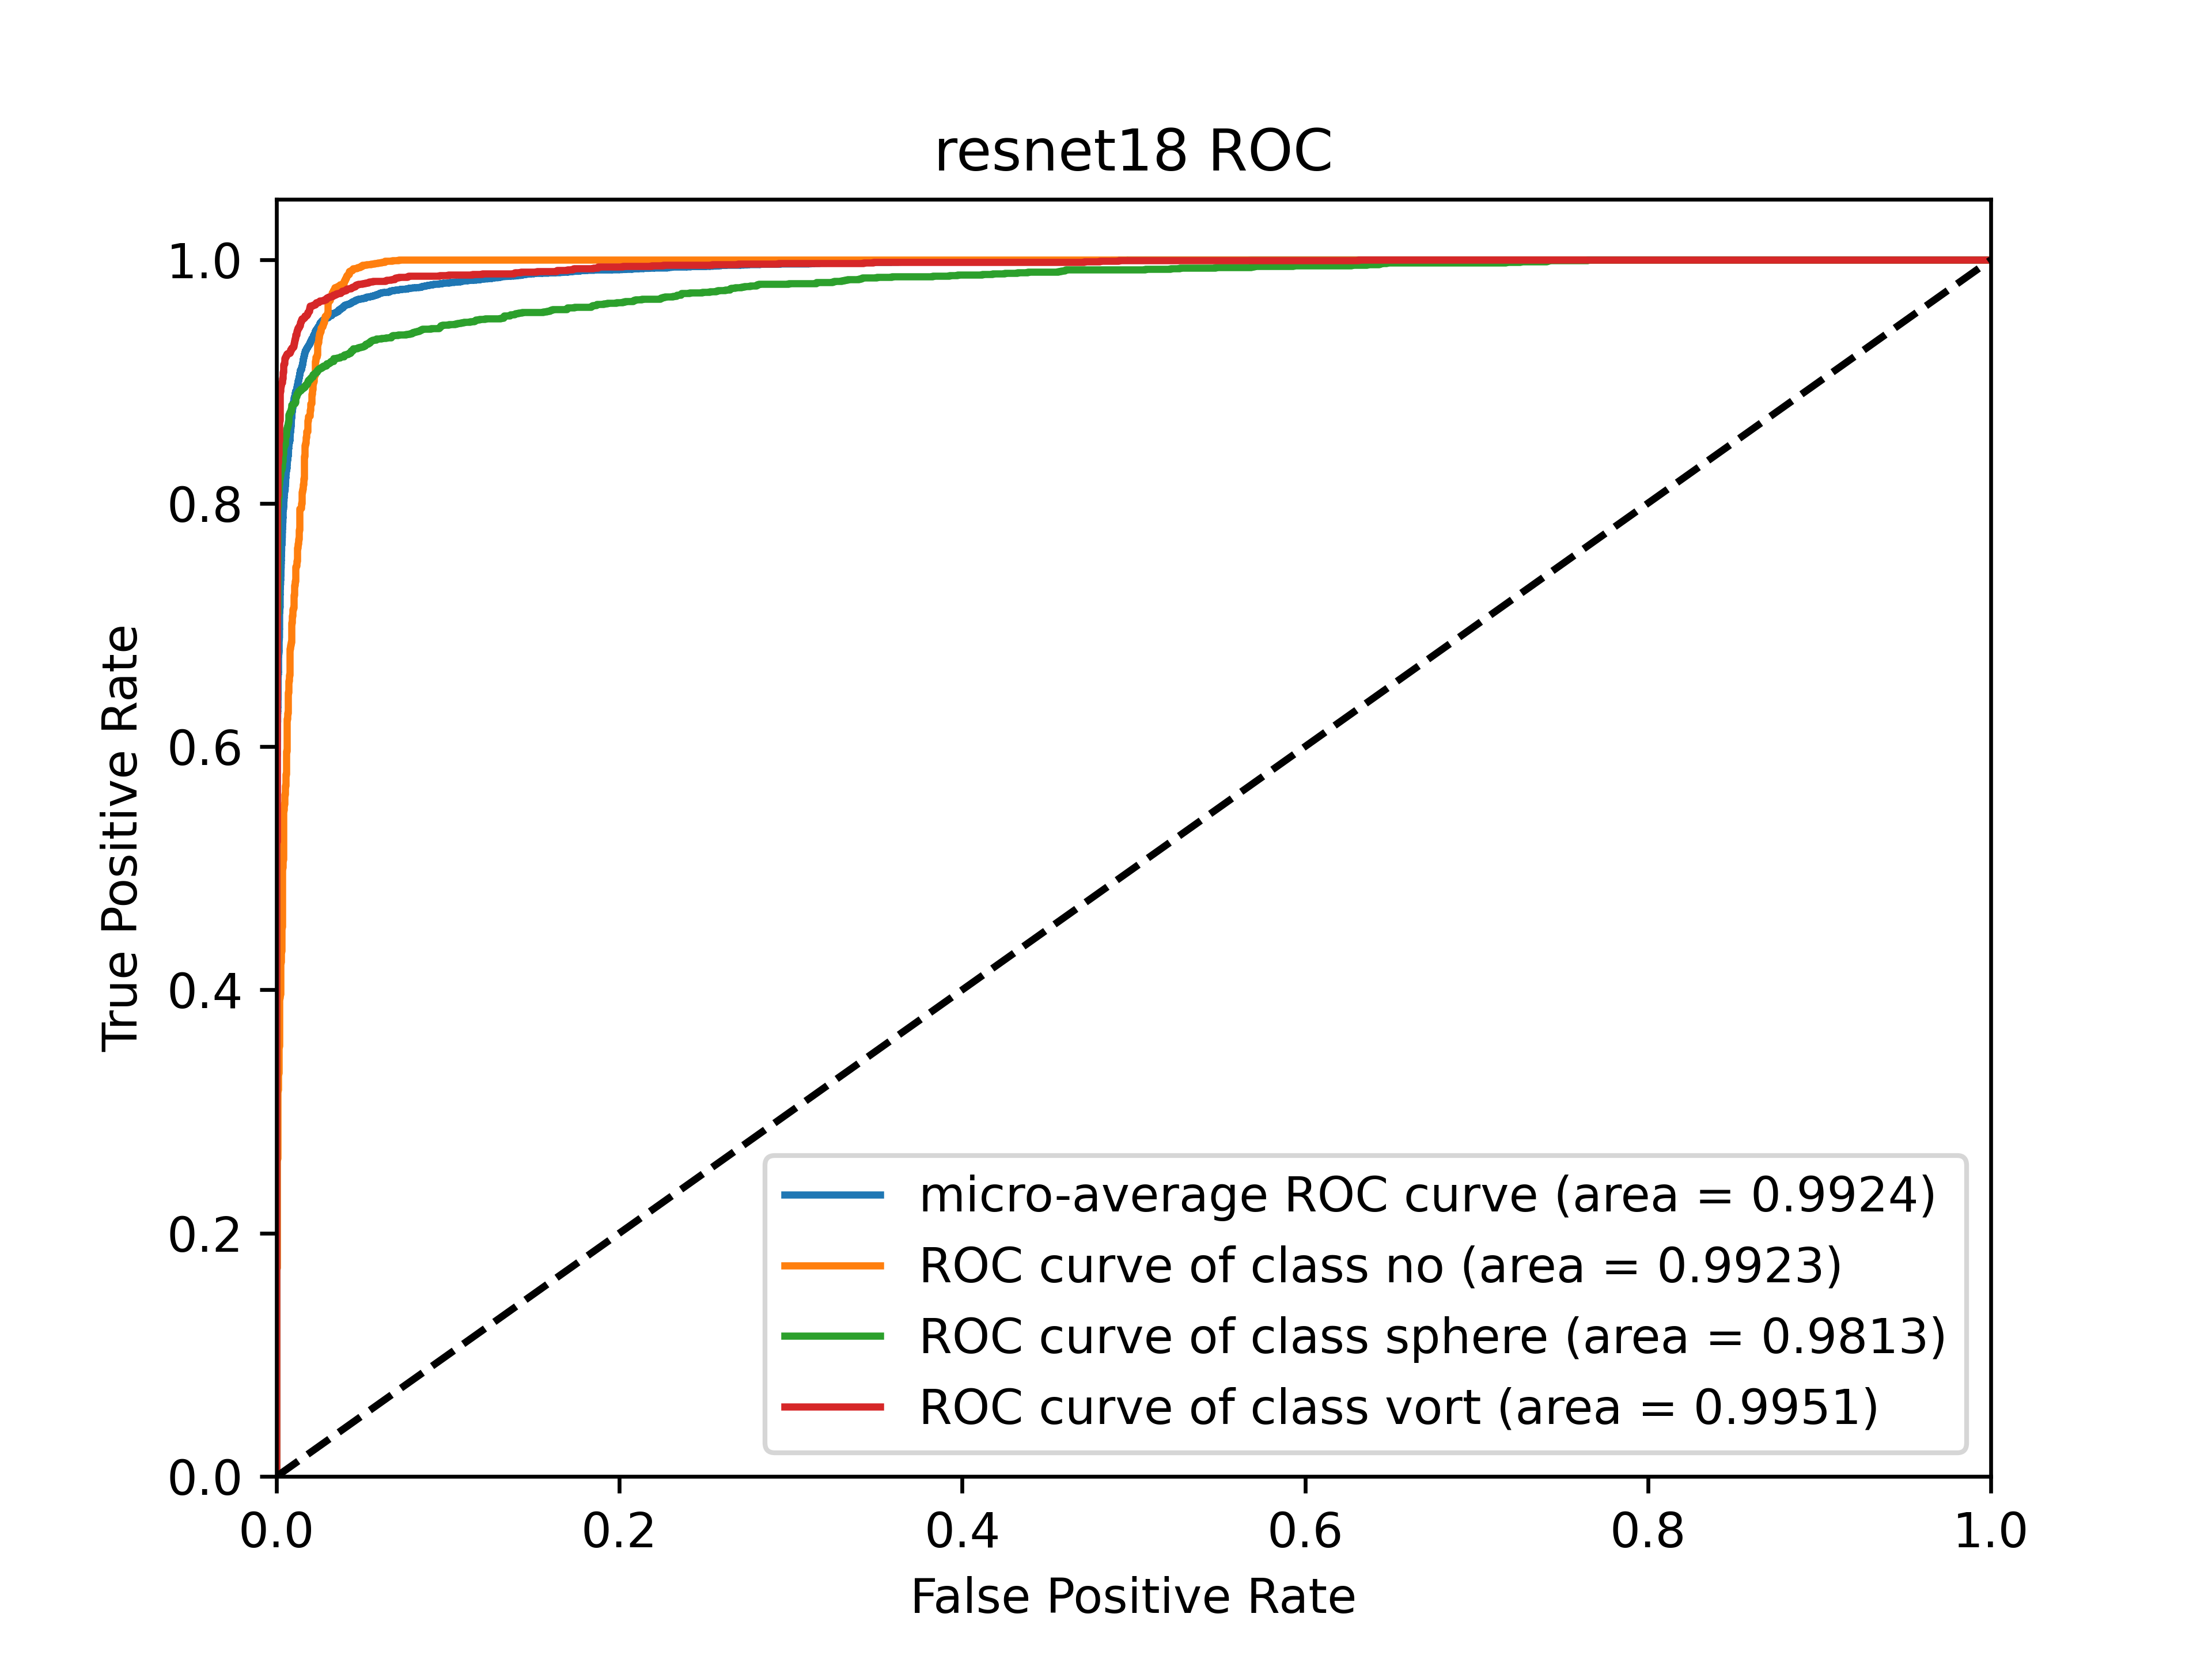 resnet18 ROC
1.0
0.8
0.6
0.4
0.2
0.0
True Positive Rate
micro-average ROC curve (area = 0.9924)
ROC curve of class no (area = 0.9923)
ROC curve of class sphere (area = 0.9813)
ROC curve of class vort (area = 0.9951)
0.0 0.2 0.4 0.6 0.8 1.0
False Positive Rate